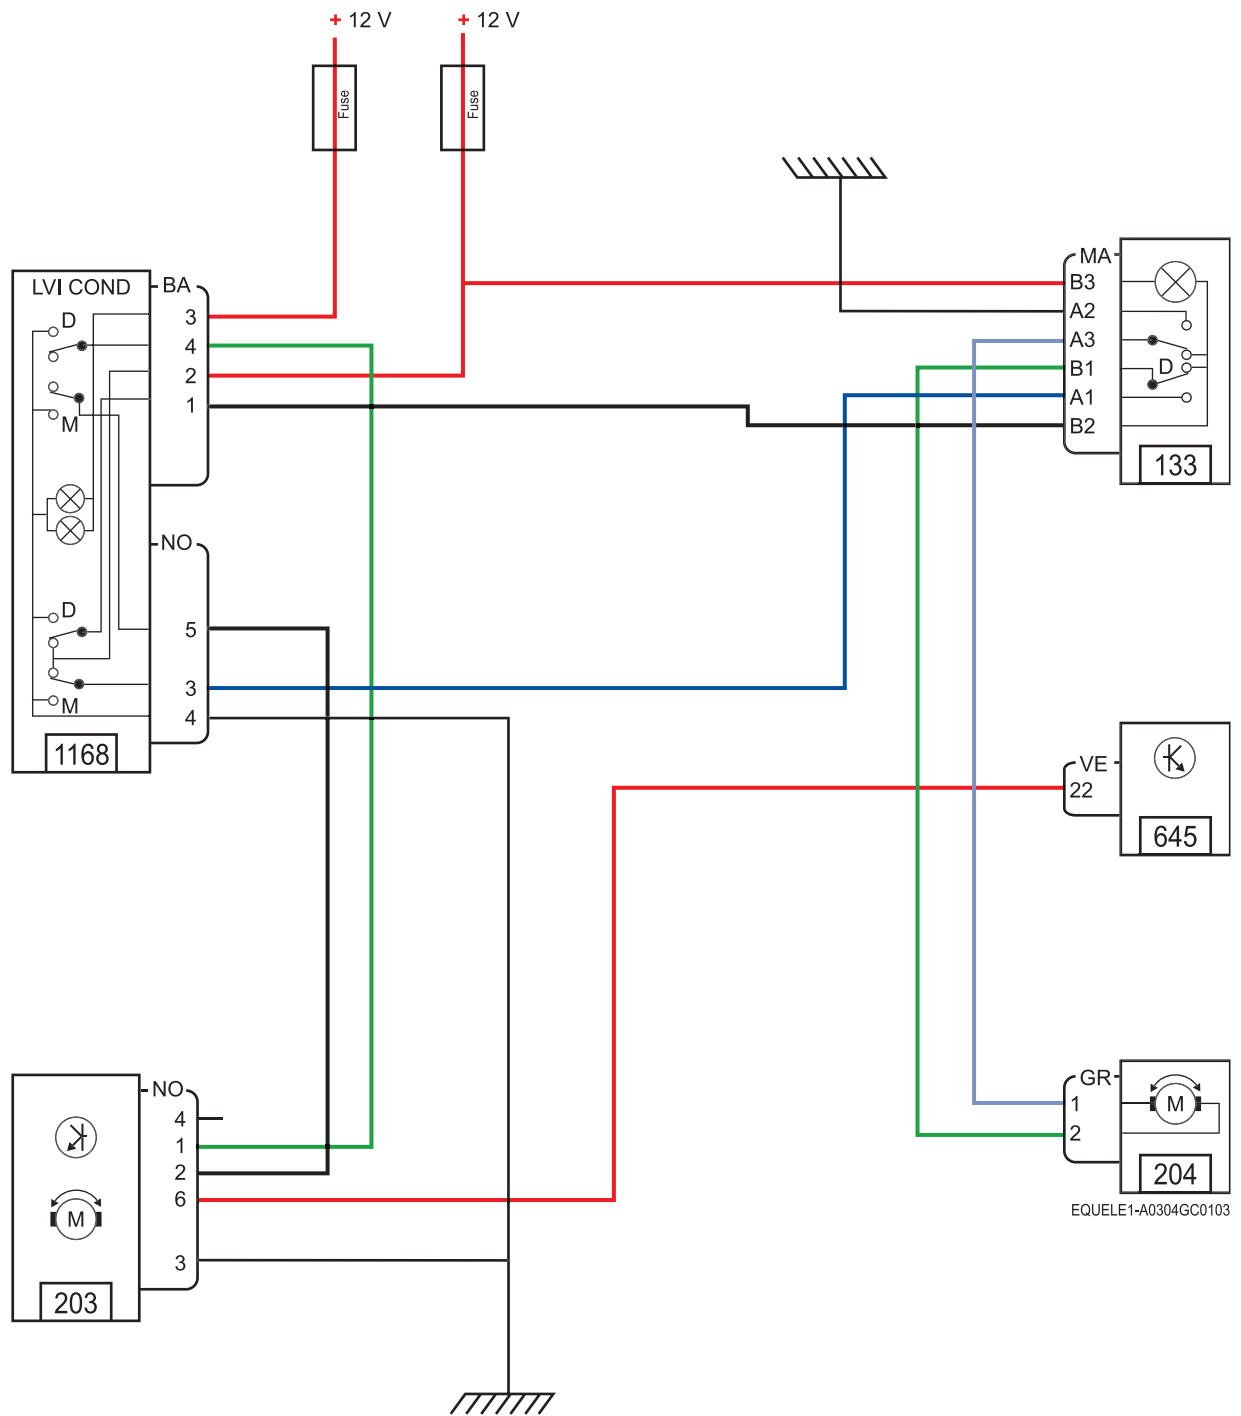 + 12 V
+ 12 V
Fuse
Fuse
LVI COND
BA
3
4
2
1
D
M
NO
5
3
4
D
M
1168
MA
B3
A2
A3
B1
A1
B2
D
133
VE
22
645
NO
4
1
2
6
3
M
203
GR
1
2
M
204
EQUELE1-A0304GC0103